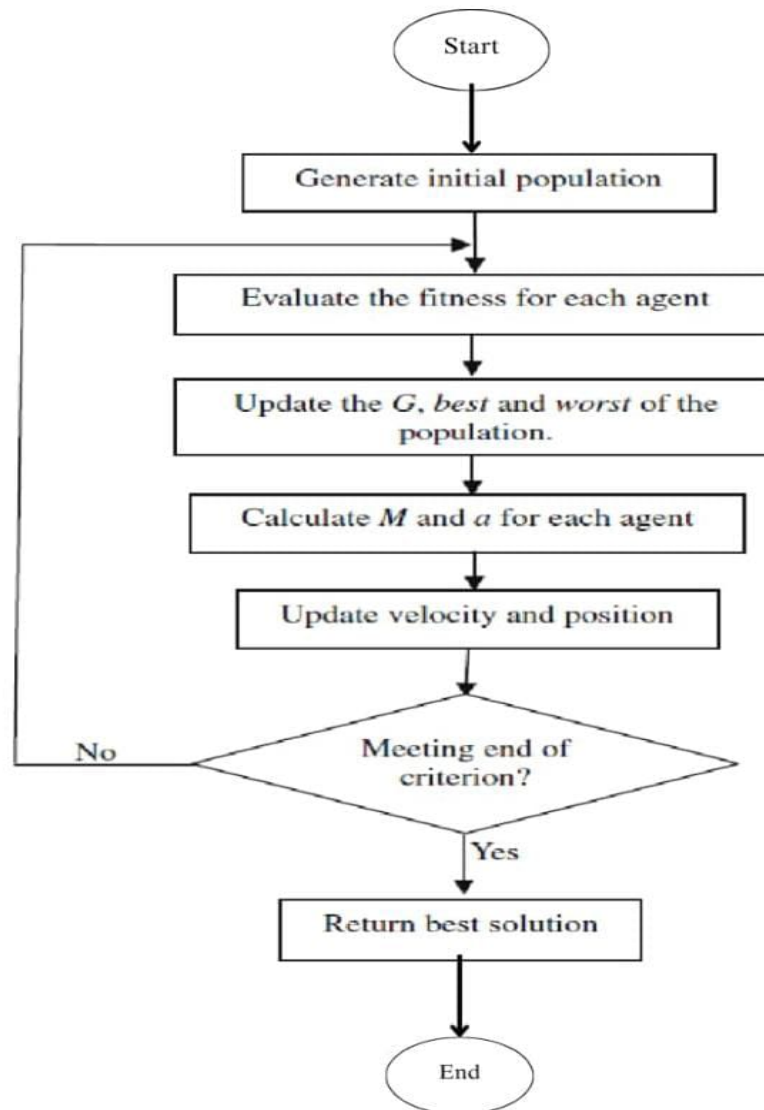 Start
Generate initial population
Evaluate the fitness for each agent
Update the G, best and worst of the
population.
Calculate M and a for each agent
Update velocity and position
Meeting end of
criterion?
No
Yes
Return best solution
End